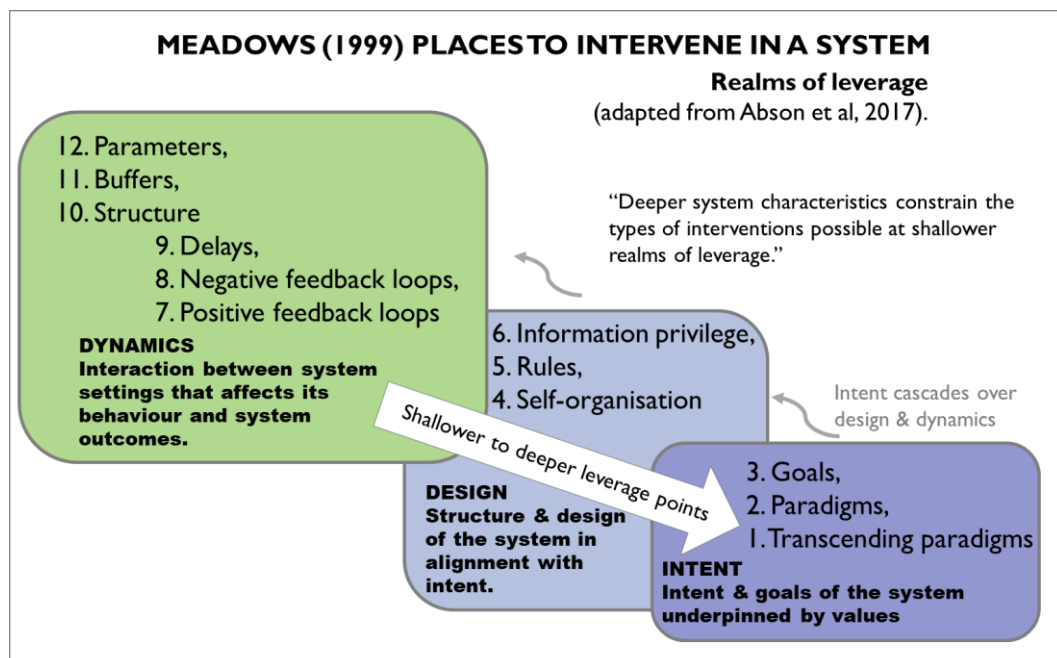 MEADOWS (1999) PLACES TO INTERVENE IN A SYSTEM
Realms of leverage
(adapted from Abson et al, 2017).
12. Parameters,
11. Buffers,
10. Structure
9. Delays,
8. Negative feedback loops,
7. Positive feedback loops
DYNAMICS
Interaction between system
settings that affects its
behaviour and system
outcomes.
“Deeper system characteristics constrain the
types of interventions possible at shallower
realms of leverage.”
6. Information privilege,
5. Rules,
4. Self-organisation
DESIGN
Structure & design
of the system in
alignment with
intent.
Shallower to deeper leverage points
Intent cascades over
design & dynamics
3. Goals,
2. Paradigms,
1. Transcending paradigms
INTENT
Intent & goals of the system
underpinned by values